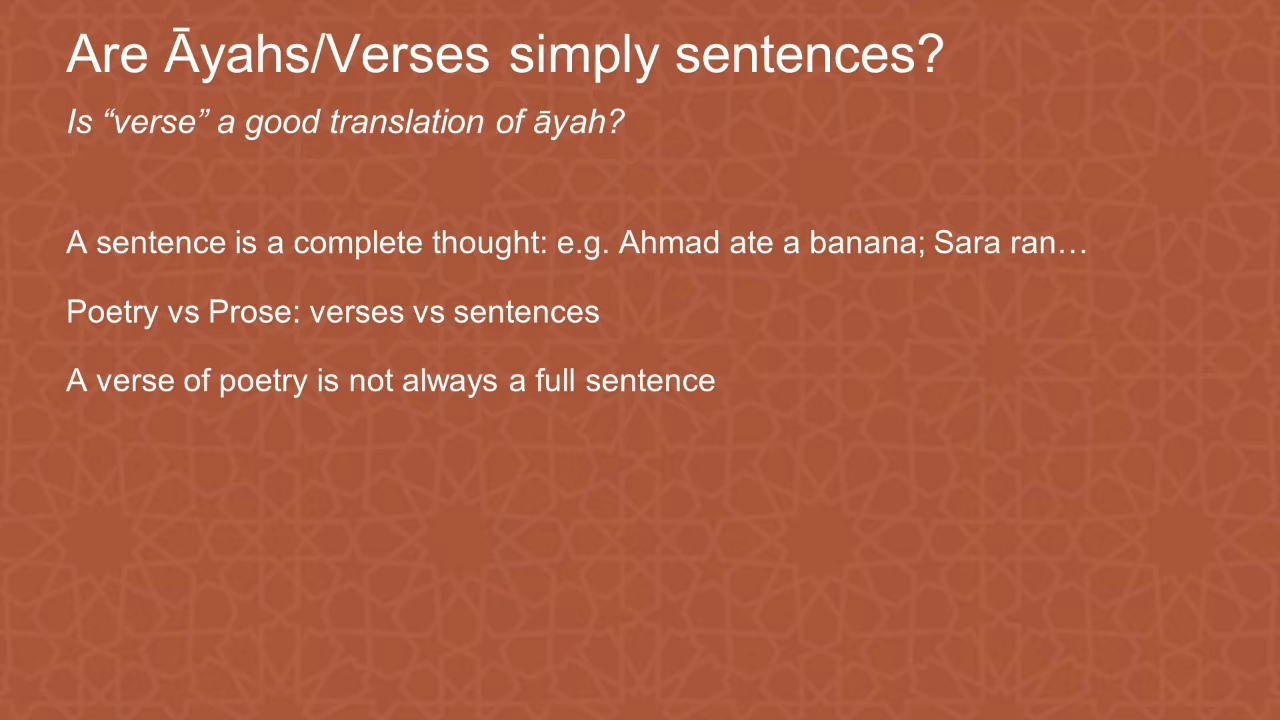 Are Āyahs/Verses simply sentences?
Is “verse” a good translation of āyah?
A sentence is a complete thought: e.g. Ahmad ate a banana; Sara ran…
Poetry vs Prose: verses vs sentences
A verse of poetry is not always a full sentence